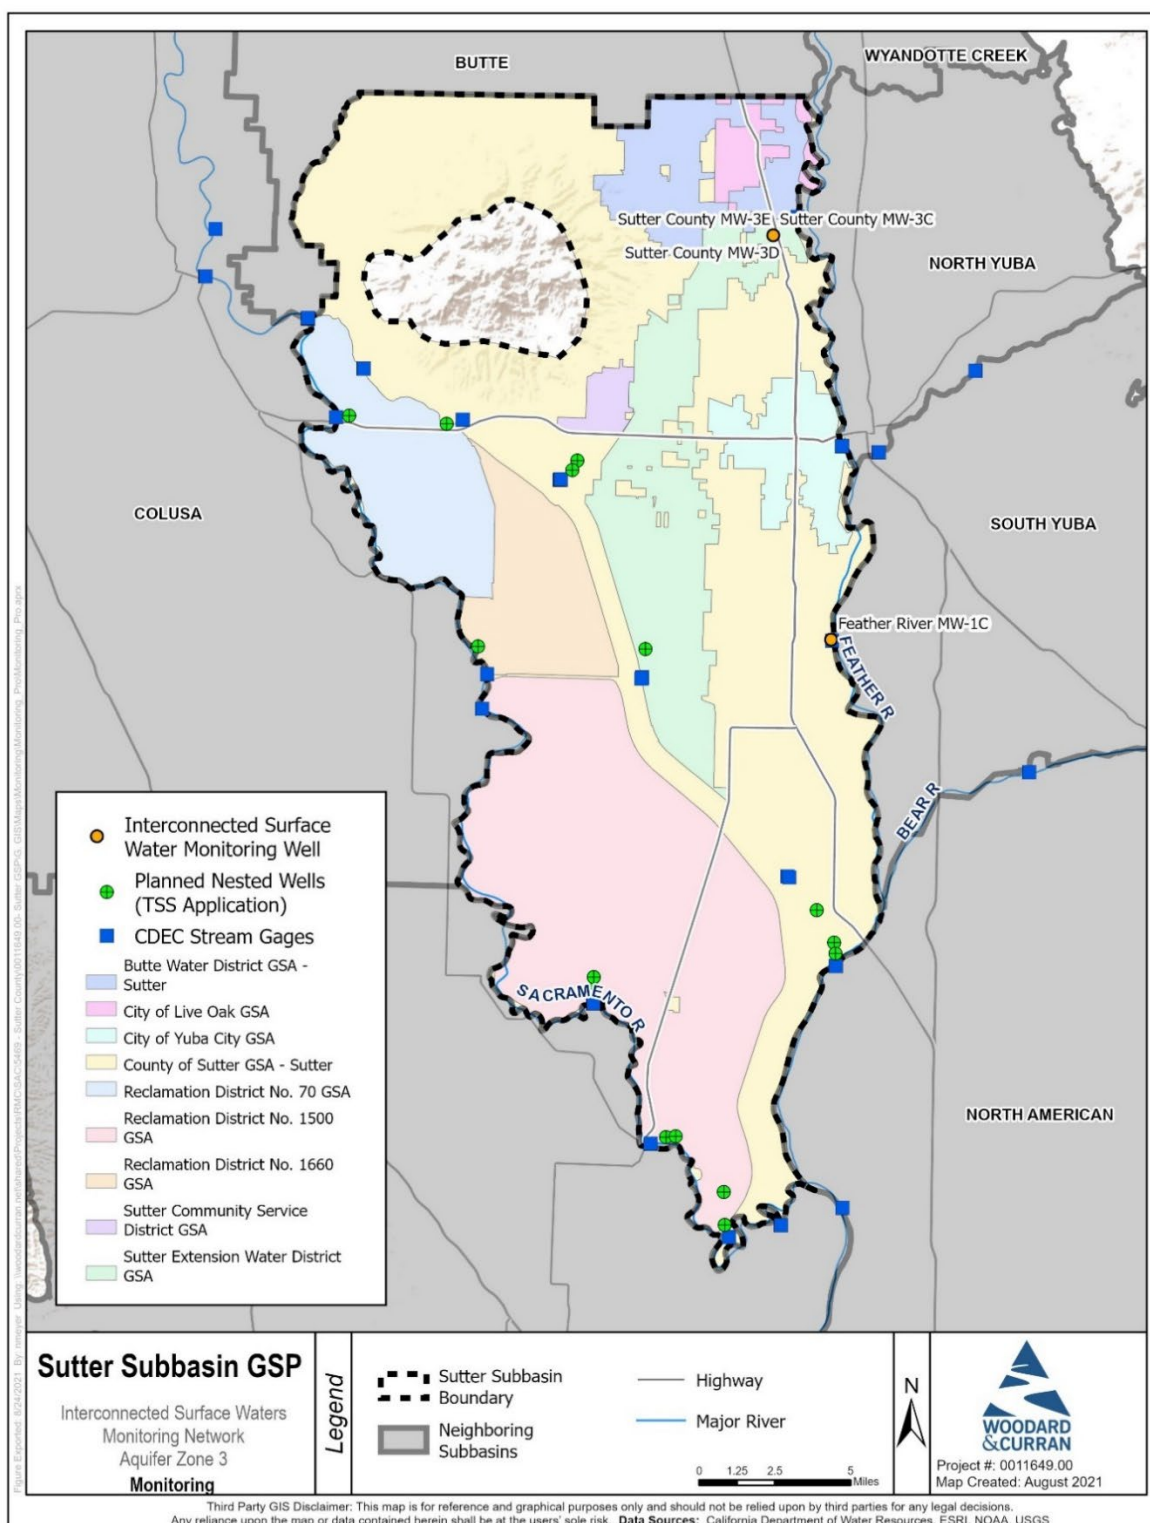 BUTTE
WYANDOTTE CREEK
Sutter County MW-3E
Sutter County MW-3C
Sutter County MW-3D
NORTH YUBA
COLUSA
SOUTH YUBA
Feather River MW-1C
FEATHER R
BEAR R
SACRAMENTO R
NORTH AMERICAN
Interconnected Surface
Water Monitoring Well
Planned Nested Wells
(TSS Application)
CDEC Stream Gages
Butte Water District GSA -
Sutter
City of Live Oak GSA
City of Yuba City GSA
County of Sutter GSA - Sutter
Reclamation District No. 70 GSA
Reclamation District No. 1500
GSA
Reclamation District No. 1660
GSA
Sutter Community Service
District GSA
Sutter Extension Water District
GSA
Sutter Subbasin GSP
Interconnected Surface Waters
Monitoring Network
Aquifer Zone 3
Monitoring
Legend
Sutter Subbasin
Boundary
Neighboring
Subbasins
Highway
Major River
0 1.25 2.5 5
Miles
N
WOODARD
&CURRAN
Project #: 0011649.00
Map Created: August 2021
Third Party GIS Disclaimer: This map is for reference and graphical purposes only and should not be relied upon by third parties for any legal decisions.
Any reliance upon the map or data contained herein shall be at the users' sole risk. Data Sources: California Department of Water Resources, ESRI, NOAA, USGS
Figure Exported: 8/24/2021 By: nmeyer Using: